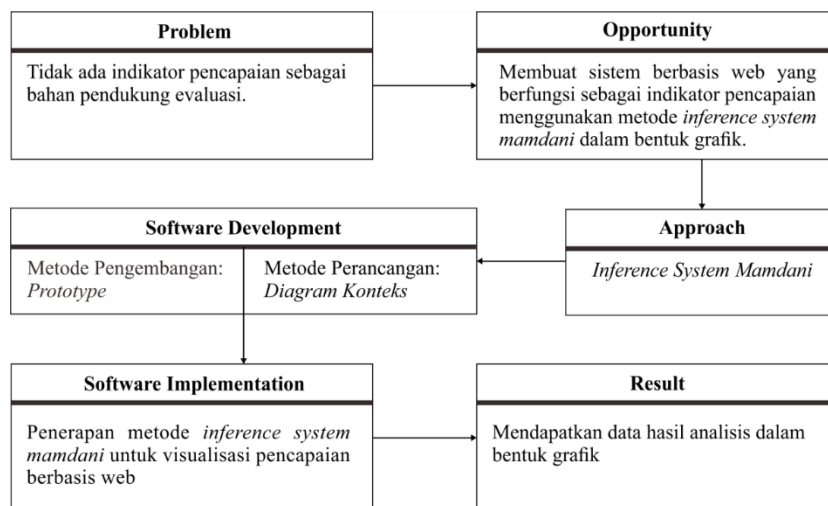 Problem
Tidak ada indikator pencapaian sebagai
bahan pendukung evaluasi.
Opportunity
Membuat sistem berbasis web yang
berfungsi sebagai indikator pencapaian
menggunakan metode inference system
mamdani dalam bentuk grafik.
Approach
Inference System Mamdani
Software Development
Metode Pengembangan:
Prototype
Metode Perancangan:
Diagram Konteks
Software Implementation
Penerapan metode inference system
mamdani untuk visualisasi pencapaian
berbasis web
Result
Mendapatkan data hasil analisis dalam
bentuk grafik